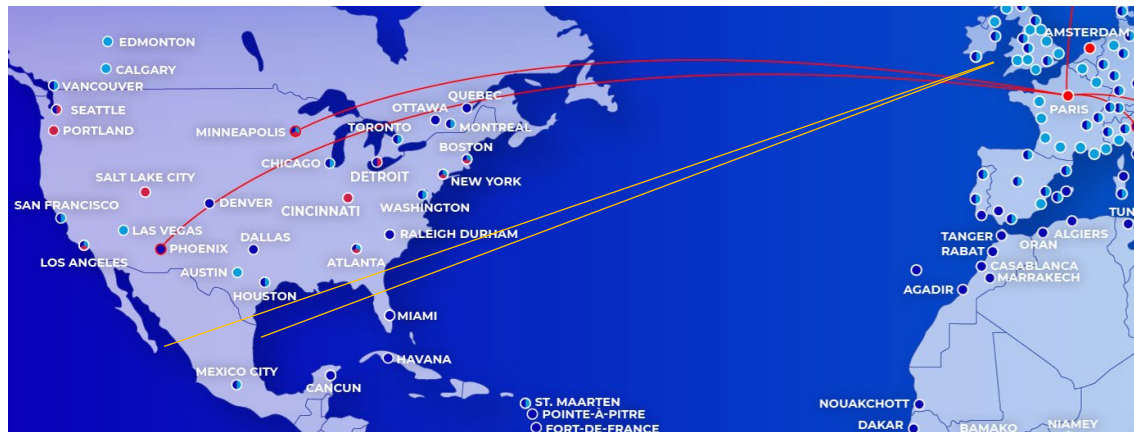 EDMONTON
AMSTERDAM
CALGARY
VANCOUVER
QUEBEC
SEATTLE
OTTAWA
PARIS
PORTLAND
MINNEAPOLIS
TORONTO
MONTREAL
BOSTON
CHICAGO
DETROIT
SALT LAKE CITY
NEW YORK
SAN FRANCISCO
DENVER
CINCINNATI
WASHINGTON
TUN
LAS VEGAS
RALEIGH DURHAM
TANGER
ALGIERS
PHOENIX
DALLAS
ORAN
RABAT
LOS ANGELES
ATLANTA
CASABLANCA
AUSTIN
MARRAKECH
HOUSTON
AGADIR
MIAMI
HAVANA
MEXICO CITY
CANCUN
ST. MAARTEN
NOUAKCHOTT
POINTE-À-PITRE
DAKAR
FORT-DE-FRANCE
BAMAKO
NIAMEY